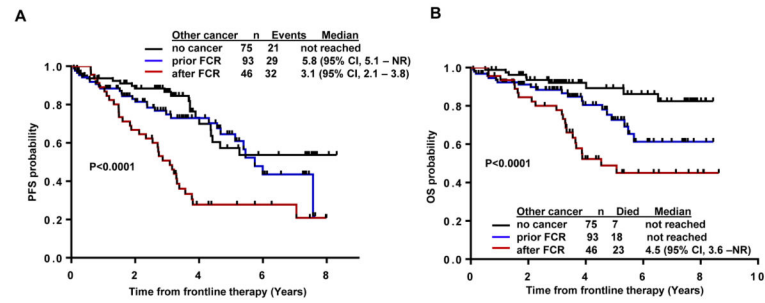 A
Other cancer n Events Median
no cancer 75 21 not reached
prior FCR 93 29 5.8 (95% CI, 5.1 – NR)
after FCR 46 32 3.1 (95% CI, 2.1 – 3.8)
1.0
0.8
0.6
0.4
0.2
0.0
PFS probability
P<0.0001
0 2 4 6 8 10
Time from frontline therapy (Years)
B
1.0
0.8
0.6
0.4
0.2
0.0
OS probability
P<0.0001
Other cancer n Died Median
no cancer 75 7 not reached
prior FCR 93 18 not reached
after FCR 46 23 4.5 (95% CI, 3.6 –NR)
0 2 4 6 8 10
Time from frontline therapy (Years)